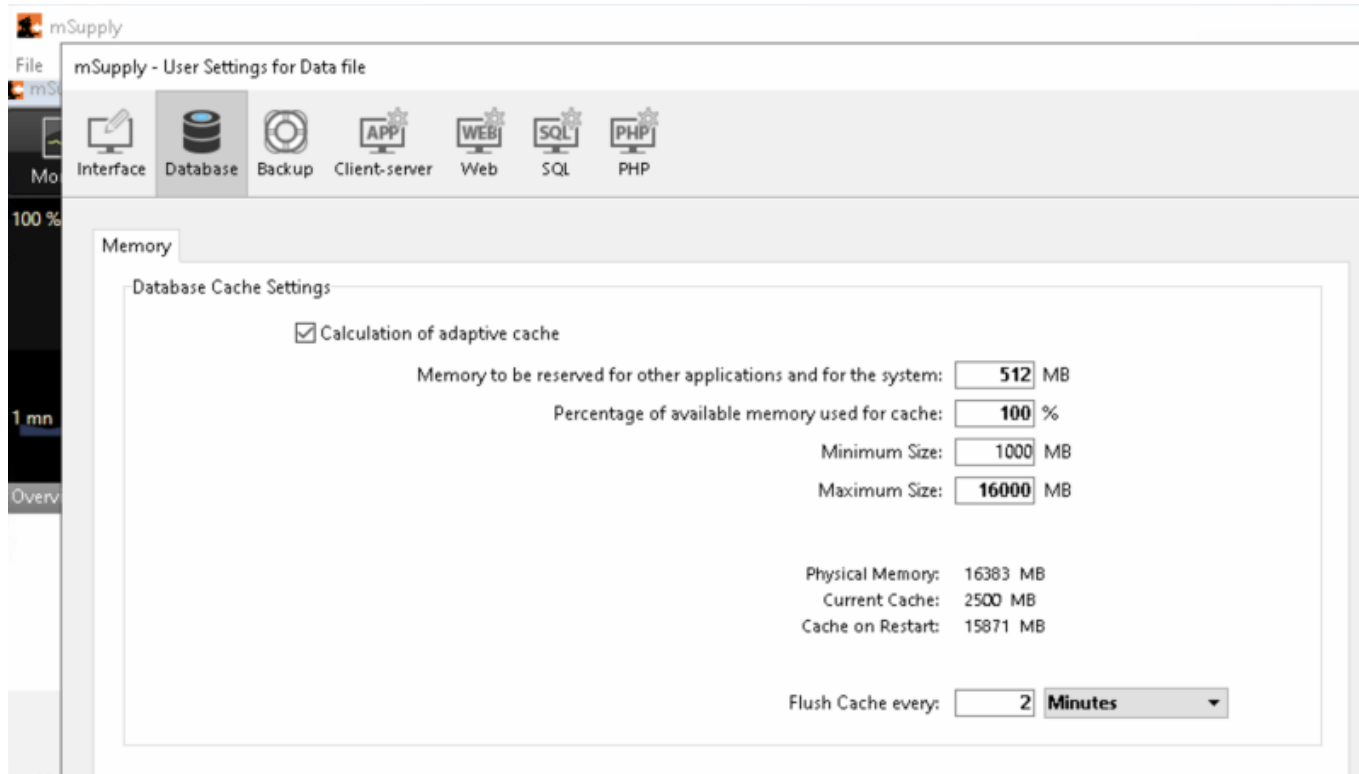 mSupply
File
mSupply - User Settings for Data file
APP WEB SQL PHP
Interface Database Backup Client-server Web SQL PHP
100 %
Memory
Database Cache Settings
Calculation of adaptive cache
Memory to be reserved for other applications and for the system: 512 MB
Percentage of available memory used for cache: 100 %
1 mn
Minimum Size: 1000 MB
Maximum Size: 16000 MB
Physical Memory: 16383 MB
Current Cache: 2500 MB
Cache on Restart: 15871 MB
Flush Cache every: 2 Minutes